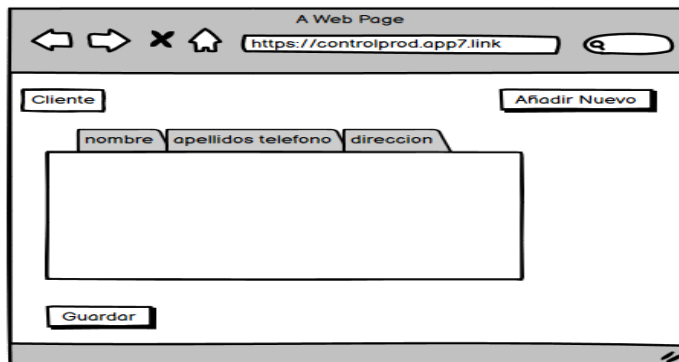 A Web Page
https://controlprod.app7.link
Cliente
Añadir Nuevo
nombre apellidos telefono direccion
Guardar